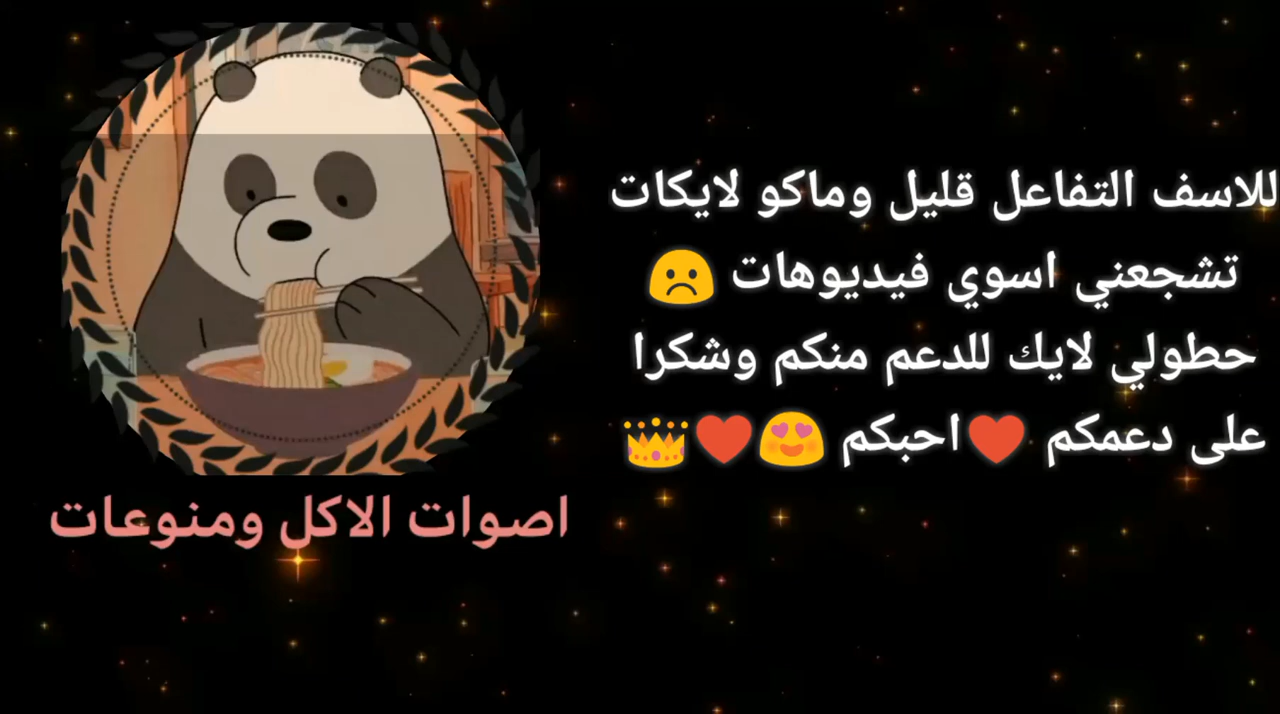 للاسف التفاعل قليل وماكو لايكات
تشجعني اسوي فيديوهات ☹️
حطولي لايك للدعم منكم وشكرا
على دعمكم ❤️احبكم 😍❤️👑
اصوات الاكل ومنوعات